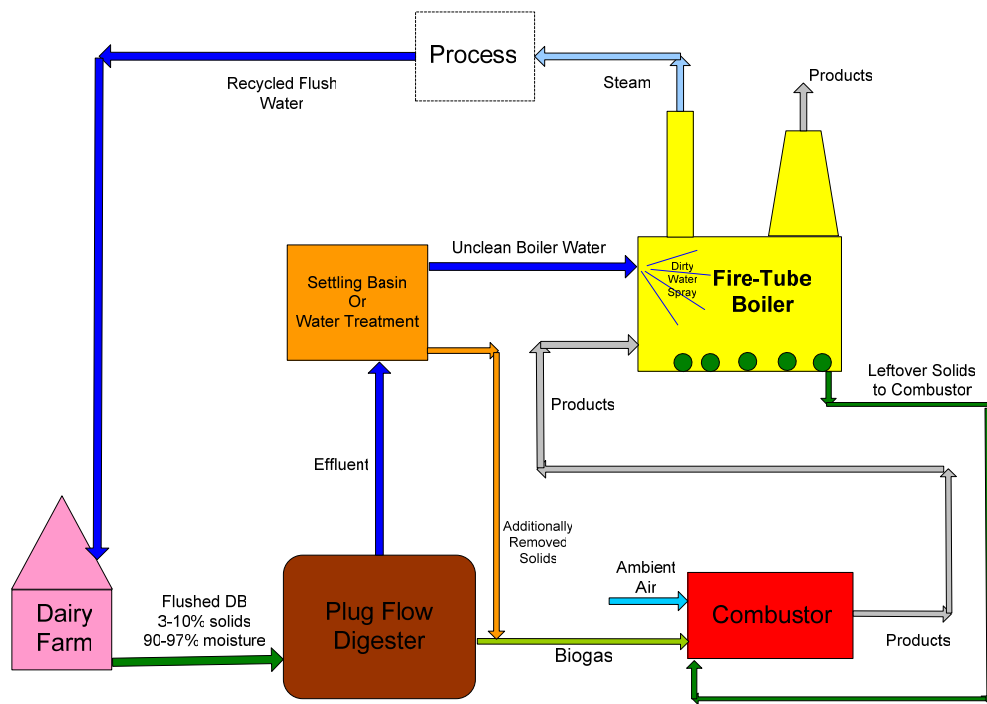 Process
Steam
Products
Recycled Flush
Water
Unclean Boiler Water
Settling Basin
Or
Water Treatment
Dirty
Water
Spray
Fire-Tube
Boiler
Leftover Solids
to Combustor
Products
Effluent
Additionally
Removed
Solids
Ambient
Air
Dairy
Farm
Flushed DB
3-10% solids
90-97% moisture
Plug Flow
Digester
Biogas
Combustor
Products